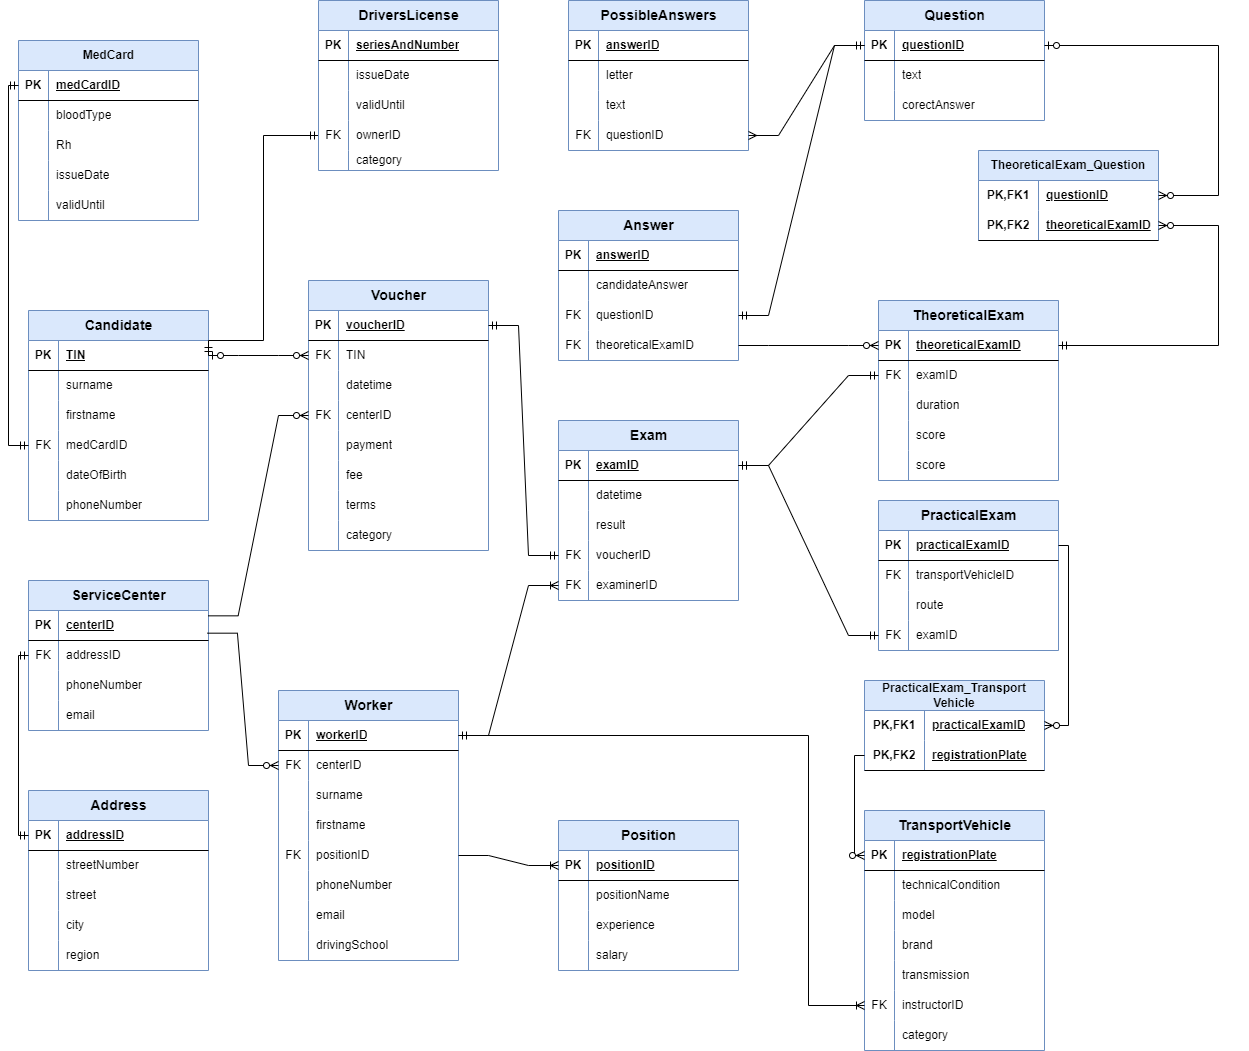 MedCard
PK medCardID
bloodType
Rh
issueDate
validUntil
DriversLicense
PK seriesAndNumber
issueDate
validUntil
FK ownerID
category
PossibleAnswers
PK answerID
letter
text
FK questionID
Question
PK questionID
text
corectAnswer
TheoreticalExam_Question
PK,FK1 questionID
PK,FK2 theoreticalExamID
Answer
PK answerID
candidateAnswer
FK questionID
FK theoreticalExamID
Candidate
PK TIN
surname
firstname
FK medCardID
dateOfBirth
phoneNumber
Voucher
PK voucherID
FK TIN
datetime
FK centerID
payment
fee
terms
category
TheoreticalExam
PK theoreticalExamID
FK examID
duration
score
score
Exam
PK examID
datetime
result
FK voucherID
FK examinerID
PracticalExam
PK practicalExamID
FK transportVehicleID
route
FK examID
ServiceCenter
PK centerID
FK addressID
phoneNumber
email
Worker
PK workerID
FK centerID
surname
firstname
FK positionID
phoneNumber
email
drivingSchool
PracticalExam_Transport
Vehicle
PK,FK1 practicalExamID
PK,FK2 registrationPlate
Address
PK addressID
streetNumber
street
city
region
Position
PK positionID
positionName
experience
salary
TransportVehicle
PK registrationPlate
technicalCondition
model
brand
transmission
FK instructorID
category